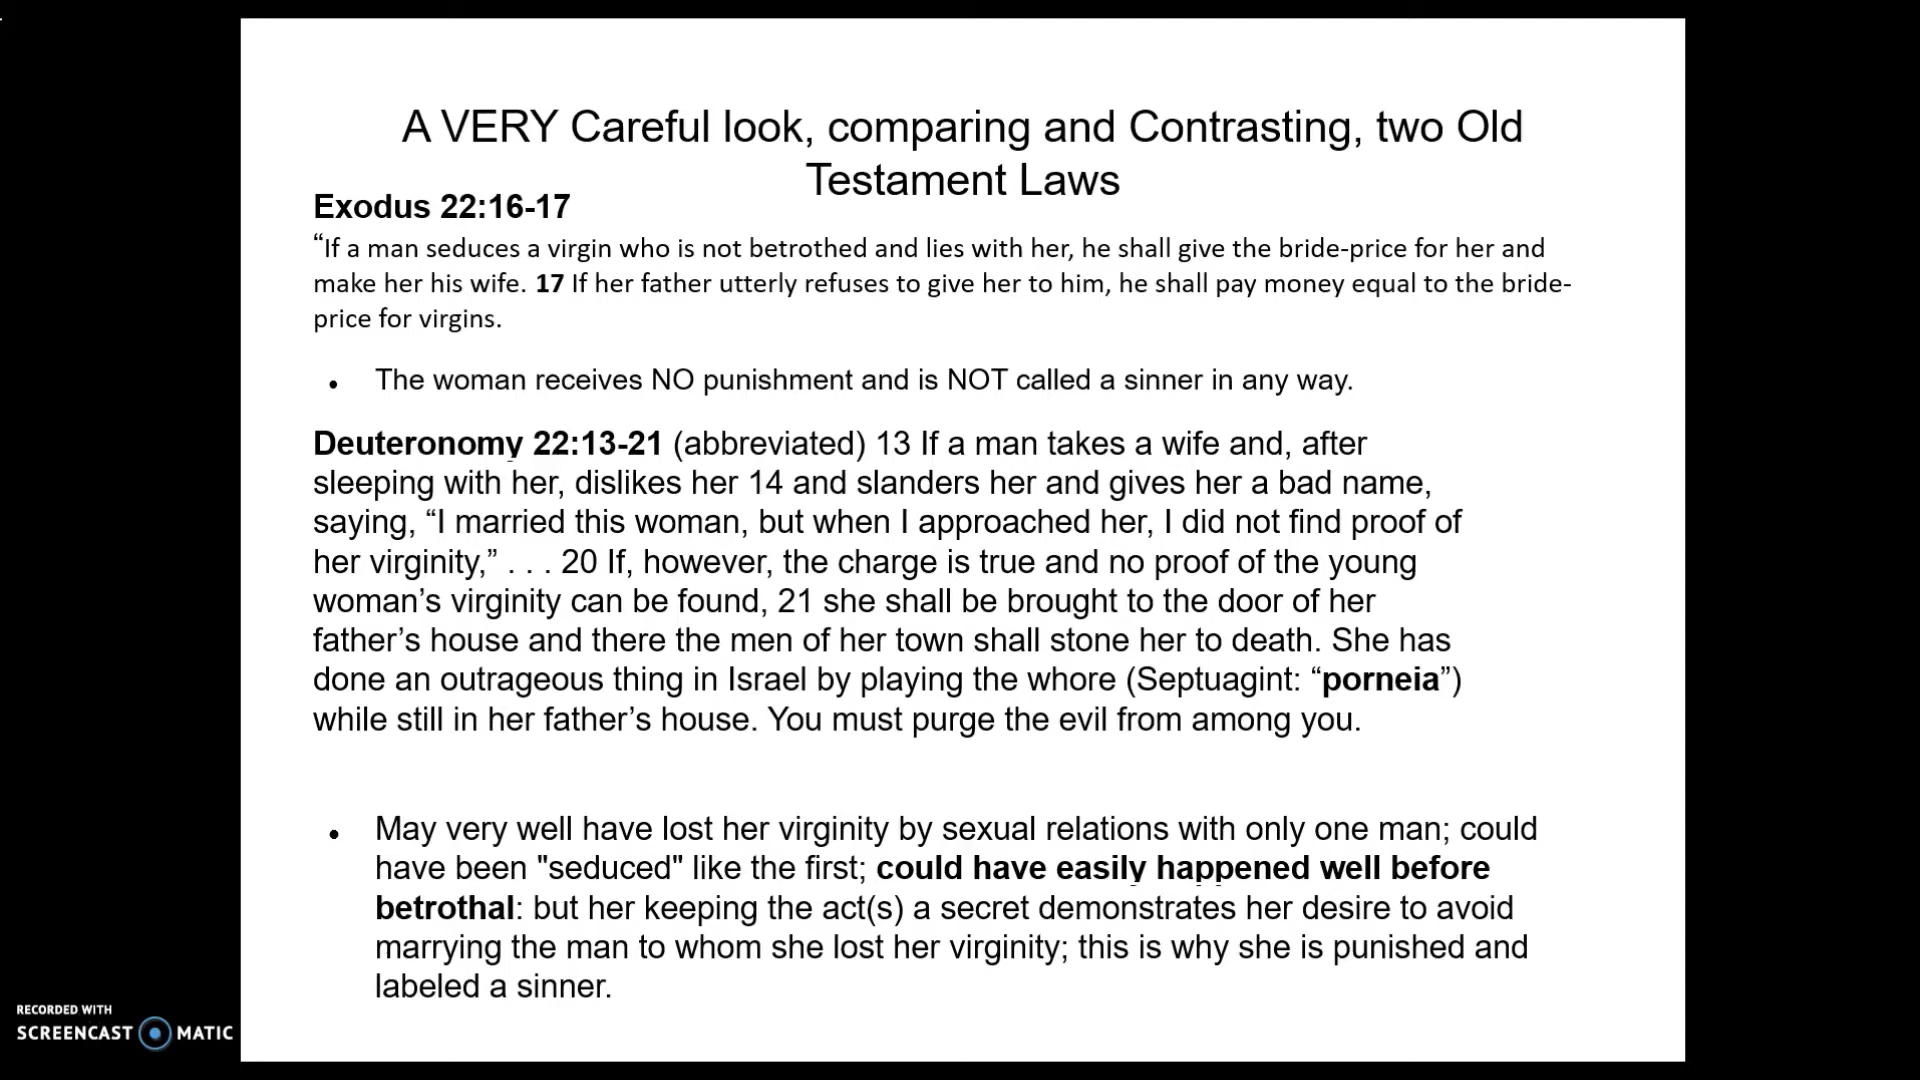 A VERY Careful look, comparing and Contrasting, two Old
Testament Laws
Exodus 22:16-17
“If a man seduces a virgin who is not betrothed and lies with her, he shall give the bride-price for her and
make her his wife. 17 If her father utterly refuses to give her to him, he shall pay money equal to the bride-
price for virgins.
• The woman receives NO punishment and is NOT called a sinner in any way.
Deuteronomy 22:13-21 (abbreviated) 13 If a man takes a wife and, after
sleeping with her, dislikes her 14 and slanders her and gives her a bad name,
saying, “I married this woman, but when I approached her, I did not find proof of
her virginity,” . . . 20 If, however, the charge is true and no proof of the young
woman’s virginity can be found, 21 she shall be brought to the door of her
father’s house and there the men of her town shall stone her to death. She has
done an outrageous thing in Israel by playing the whore (Septuagint: “porneia”)
while still in her father’s house. You must purge the evil from among you.
• May very well have lost her virginity by sexual relations with only one man; could
have been "seduced" like the first; could have easily happened well before
betrothal: but her keeping the act(s) a secret demonstrates her desire to avoid
marrying the man to whom she lost her virginity; this is why she is punished and
labeled a sinner.
RECORDED WITH
SCREENCAST MATIC